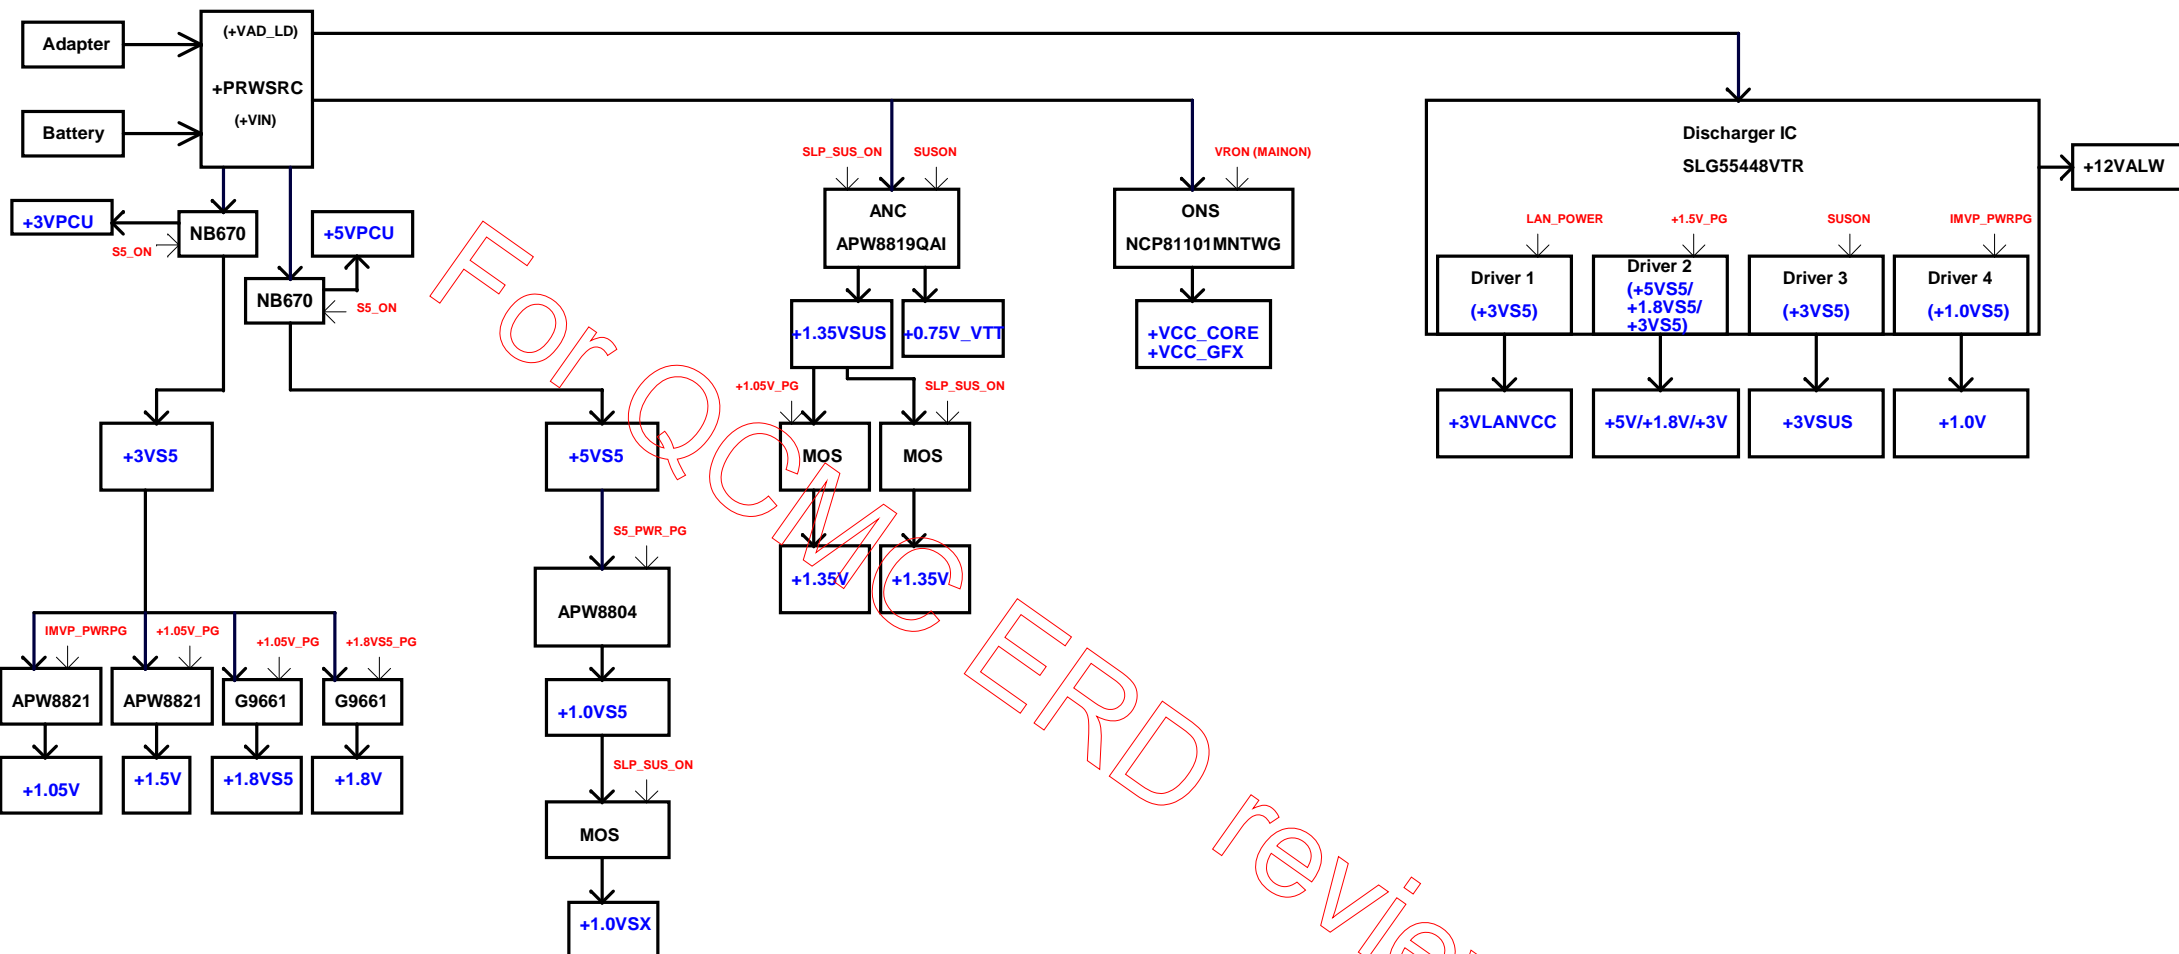 Adapter
Battery
(+VAD_LD)
+PRWSRC
(+VIN)
+3VPCU
NB670
S5_ON
+5VPCU
NB670
S5_ON
SLP_SUS_ON
SUSON
ANC
APW8819QAI
VRON (MAINON)
ONS
NCP81101MNTWG
Discharger IC
SLG55448VTR
+12VALW
LAN_POWER
+1.5V_PG
SUSON
IMVP_PWRPG
Driver 1
(+3VS5)
Driver 2
(+5VS5/
+1.8VS5/
+3VS5)
Driver 3
(+3VS5)
Driver 4
(+1.0VS5)
+1.35VSUS
+0.75V_VTT
+VCC_CORE
+VCC_GFX
+1.05V_PG
SLP_SUS_ON
+3VLANVCC
+5V/+1.8V/+3V
+3VSUS
+1.0V
+3VS5
+5VS5
MOS
MOS
S5_PWR_PG
+1.35V
+1.35V
APW8804
IMVP_PWRPG
+1.05V_PG
+1.05V_PG
+1.8VS5_PG
APW8821
APW8821
G9661
G9661
+1.0VS5
+1.05V
+1.5V
+1.8VS5
+1.8V
SLP_SUS_ON
MOS
+1.0VSX
For QCMC ERD review